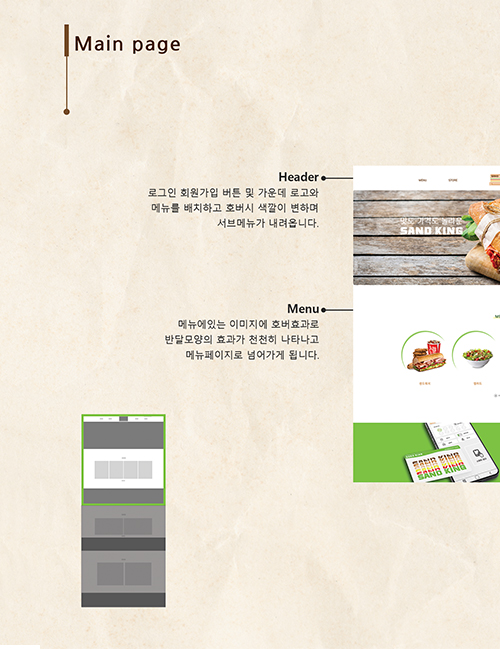 Main page
Header
로그인 회원가입 버튼 및 가운데 로고와
메뉴를 배치하고 호버시 색깔이 변하며
서브메뉴가 내려옵니다.
MENU STORE
SAND KING
Menu
메뉴에있는 이미지에 호버효과로
반달모양의 효과가 천천히 나타나고
메뉴페이지로 넘어가게 됩니다.
샐러드
SAND KING
SAND KING